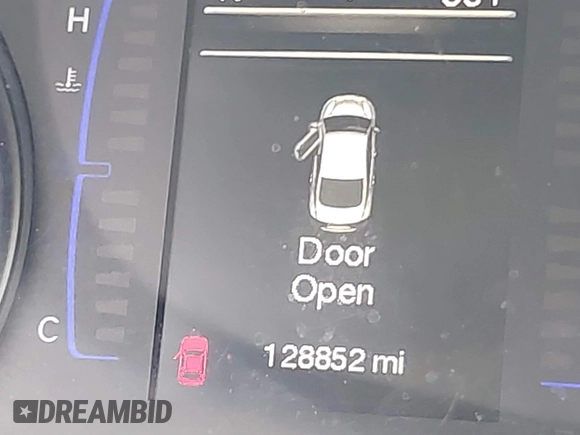 H
Door
Open
C
128852 mi
DREAMBID